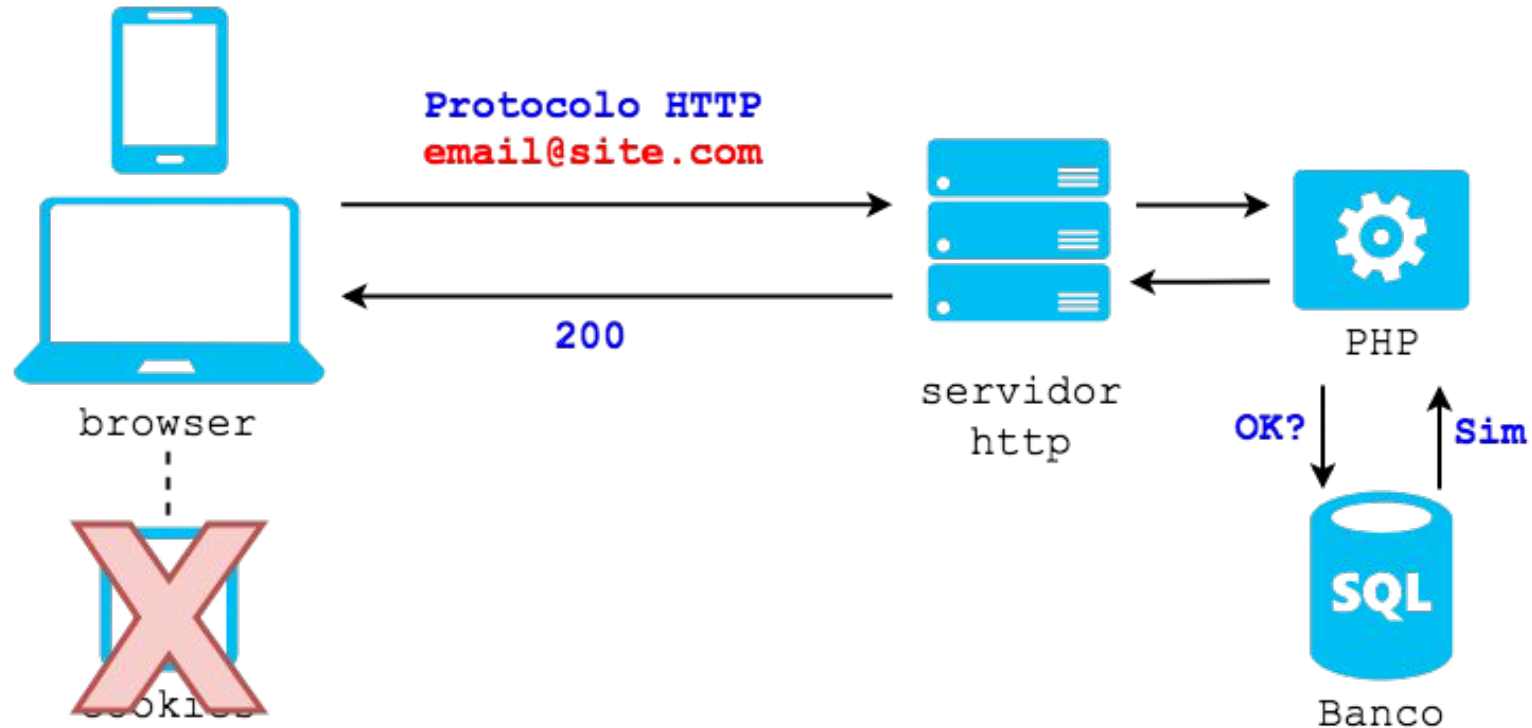 Protocolo HTTP
email@site.com
200
browser
servidor
http
PHP
OK?
Sim
SQL
Banco